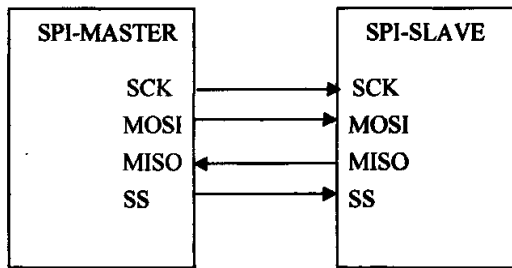 SPI-MASTER SPI-SLAVE
SCK SCK
MOSI MOSI
MISO MISO
SS SS